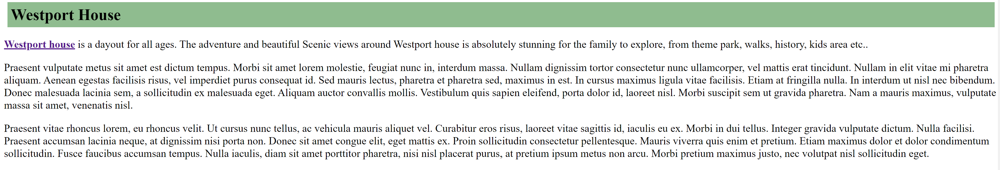 Westport House
Westport house is a dayout for all ages. The adventure and beautiful Scenic views around Westport house is absolutely stunning for the family to explore, from theme park, walks, history, kids area etc..
Praesent vulputate metus sit amet est dictum tempus. Morbi sit amet lorem molestie, feugiat nunc in, interdum massa. Nullam dignissim tortor consectetur nunc ullamcorper, vel mattis erat tincidunt. Nullam in elit vitae mi pharetra
aliquam. Aenean egestas facilisis risus, vel imperdiet purus consequat id. Sed mauris lectus, pharetra et pharetra sed, maximus in est. In cursus maximus ligula vitae facilisis. Etiam at fringilla nulla. In interdum ut nisl nec bibendum.
Donec malesuada lacinia sem, a sollicitudin ex malesuada eget. Aliquam auctor convallis mollis. Vestibulum quis sapien eleifend, porta dolor id, laoreet nisl. Morbi suscipit sem ut gravida pharetra. Nam a mauris maximus, vulputate
massa sit amet, venenatis nisl.
Praesent vitae rhoncus lorem, eu rhoncus velit. Ut cursus nunc tellus, ac vehicula mauris aliquet vel. Curabitur eros risus, laoreet vitae sagittis id, iaculis eu ex. Morbi in dui tellus. Integer gravida vulputate dictum. Nulla facilisi.
Praesent accumsan lacinia neque, at dignissim nisi porta non. Donec sit amet congue elit, eget mattis ex. Proin sollicitudin consectetur pellentesque. Mauris viverra quis enim et pretium. Etiam maximus dolor et dolor condimentum
sollicitudin. Fusce faucibus accumsan tempus. Nulla iaculis, diam sit amet porttitor pharetra, nisi nisl placerat purus, at pretium ipsum metus non arcu. Morbi pretium maximus justo, nec volutpat nisl sollicitudin eget.